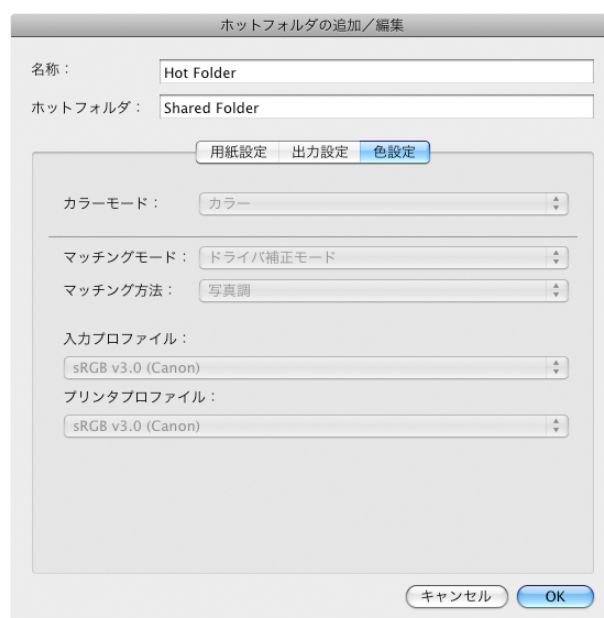 ホットフォルダの追加／編集
名称： Hot Folder
ホットフォルダ： Shared Folder
用紙設定 出力設定 色設定
カラーモード： カラー
マッチングモード： ドライバ補正モード
マッチング方法： 写真調
入力プロファイル：
sRGB v3.0 (Canon)
プリンタプロファイル：
sRGB v3.0 (Canon)
キャンセル OK